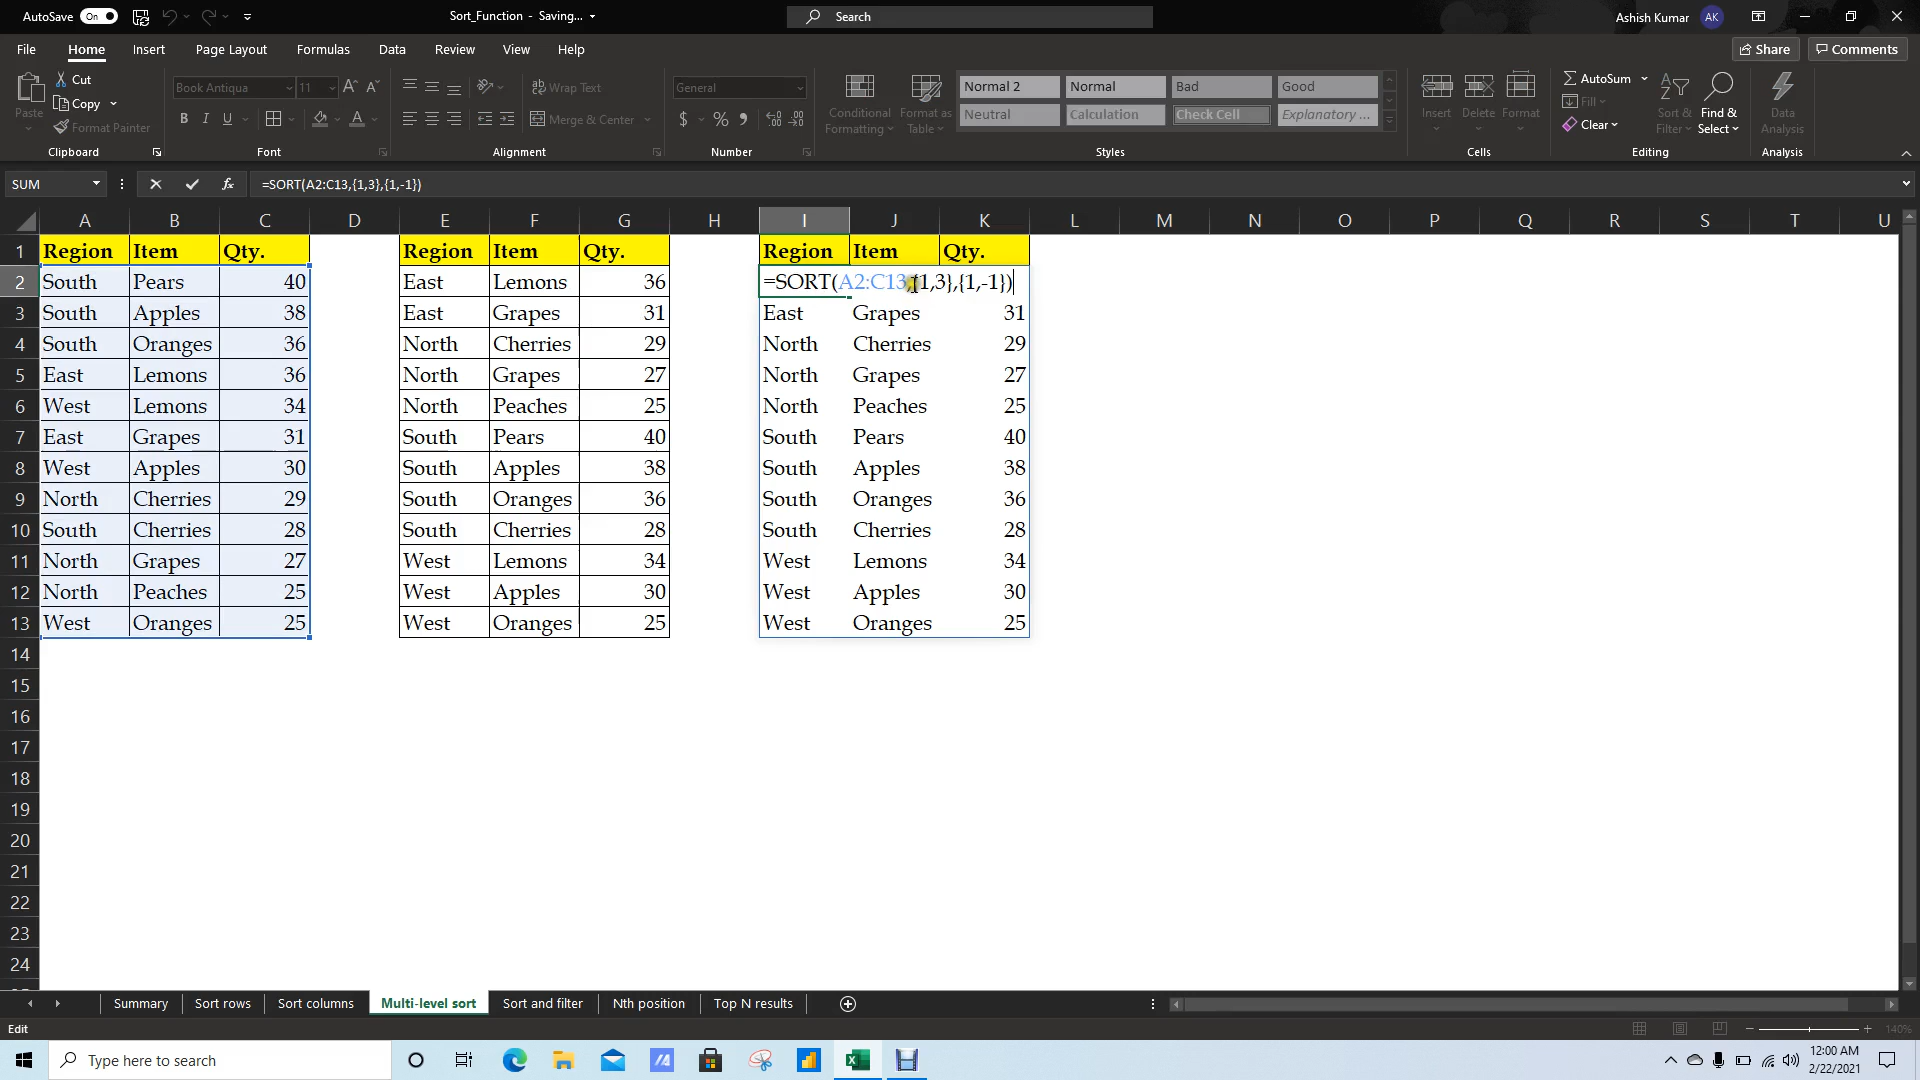 AutoSave On
Sort_Function - Saving...
Search
Ashish Kumar AK
File Home Insert Page Layout Formulas Data Review View Help
Share Comments
Paste
Cut
Copy
Format Painter
Clipboard
Book Antiqua 11
A A
B I U
Font
ab Wrap Text
Merge & Center
Alignment
General
$ % 9
Number
Conditional Formatting
Format as Table
Normal 2 Normal Bad Good
Neutral Calculation Check Cell Explanatory ...
Styles
Insert Delete Format
Cells
AutoSum
Fill
Clear
Sort & Filter
Find & Select
Editing
Data Analysis
Analysis
SUM fx =SORT(A2:C13,{1,3},{1,-1})
A B C D E F G H I J K L M N O P Q R S T U
1 Region Item Qty. Region Item Qty. Region Item Qty.
2 South Pears 40 East Lemons 36 =SORT(A2:C13,{1,3},{1,-1})
3 South Apples 38 East Grapes 31 East Grapes 31
4 South Oranges 36 North Cherries 29 North Cherries 29
5 East Lemons 36 North Grapes 27 North Grapes 27
6 West Lemons 34 North Peaches 25 North Peaches 25
7 East Grapes 31 South Pears 40 South Pears 40
8 West Apples 30 South Apples 38 South Apples 38
9 North Cherries 29 South Oranges 36 South Oranges 36
10 South Cherries 28 South Cherries 28 South Cherries 28
11 North Grapes 27 West Lemons 34 West Lemons 34
12 North Peaches 25 West Apples 30 West Apples 30
13 West Oranges 25 West Oranges 25 West Oranges 25
14
15
16
17
18
19
20
21
22
23
24
Summary Sort rows Sort columns Multi-level sort Sort and filter Nth position Top N results
Edit 140%
Type here to search
12:00 AM
2/22/2021